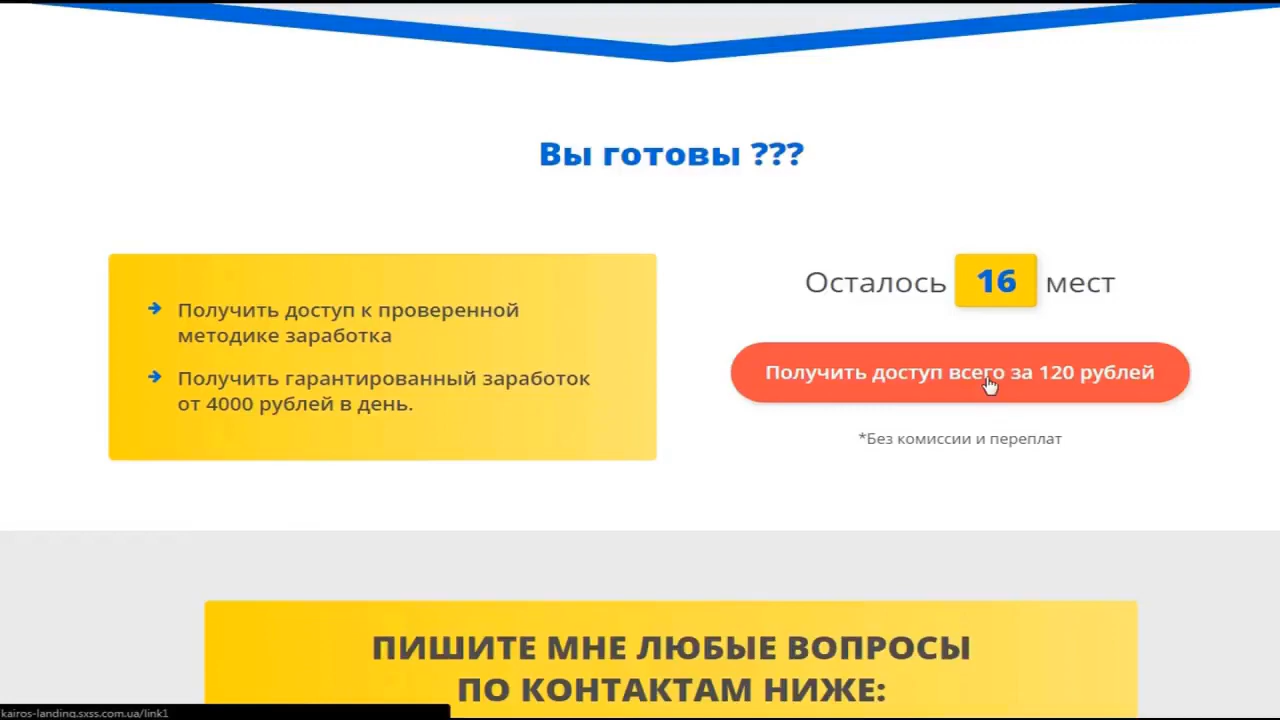 Вы готовы ???
Получить доступ к проверенной
методике заработка
Получить гарантированный заработок
от 4000 рублей в день.
Осталось 16 мест
Получить доступ всего за 120 рублей
*Без комиссии и переплат
ПИШИТЕ МНЕ ЛЮБЫЕ ВОПРОСЫ
ПО КОНТАКТАМ НИЖЕ:
kairos-landing.sxss.com.ua/link1